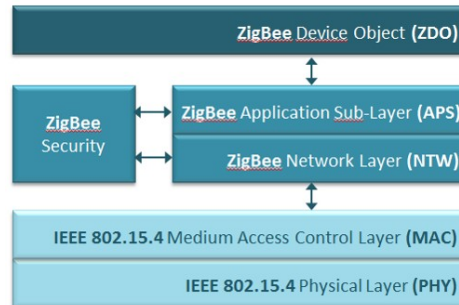 ZigBee Device Object (ZDO)
ZigBee
Security
ZigBee Application Sub-Layer (APS)
ZigBee Network Layer (NTW)
IEEE 802.15.4 Medium Access Control Layer (MAC)
IEEE 802.15.4 Physical Layer (PHY)